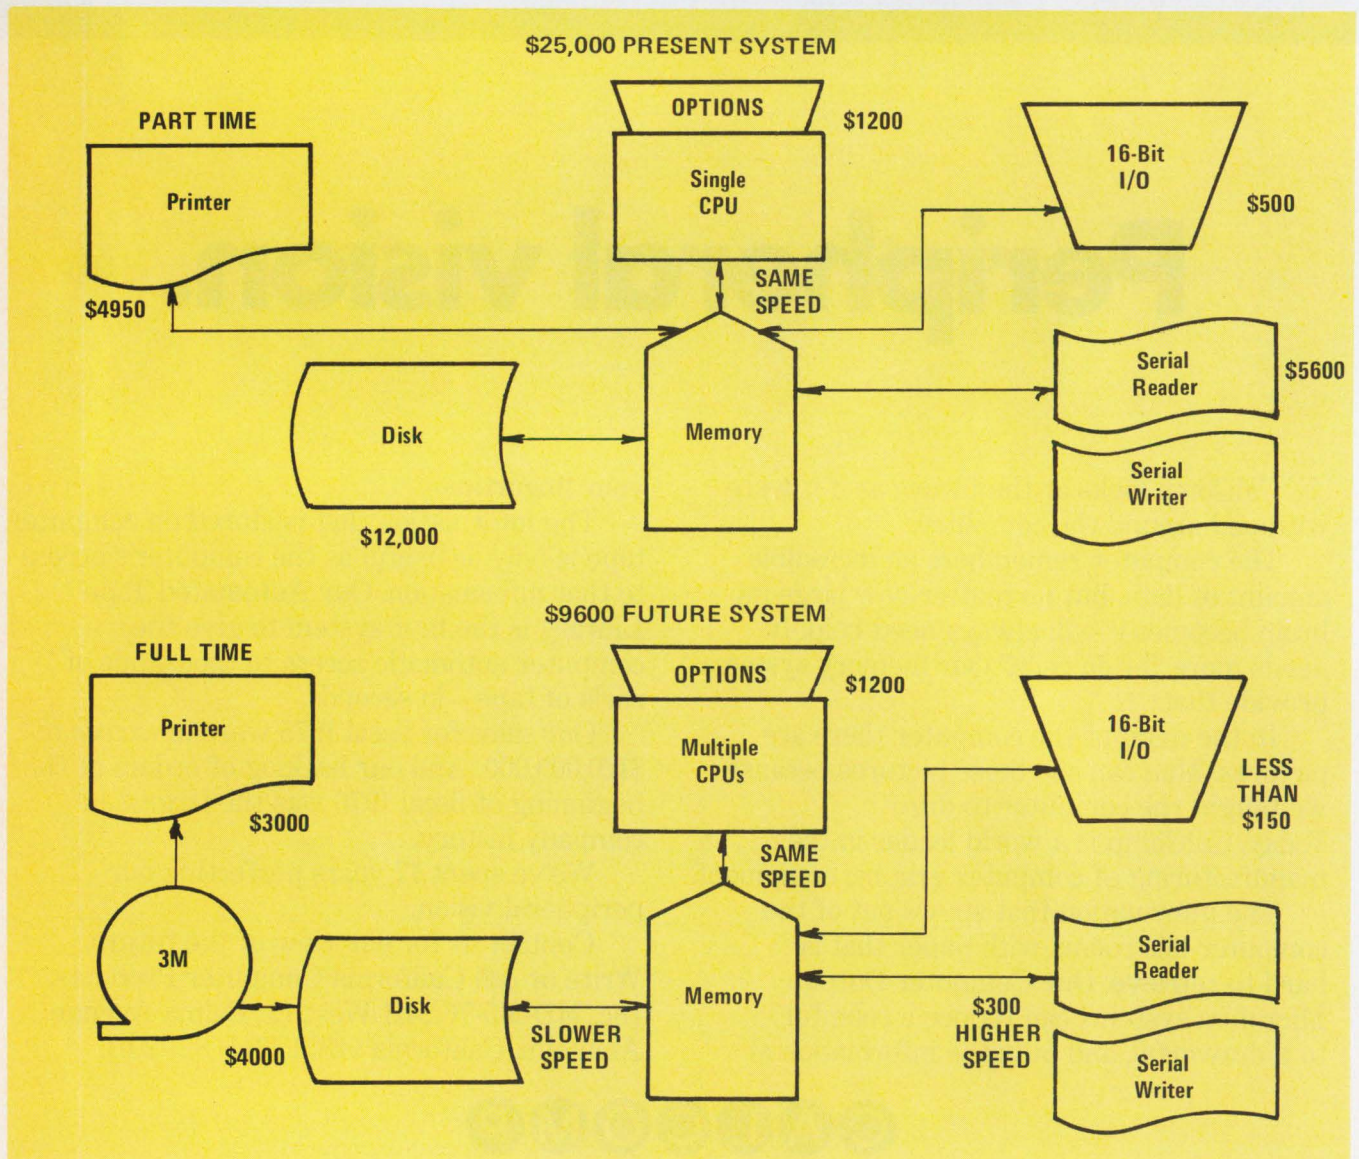 $25,000 PRESENT SYSTEM
PART TIME
Printer
$4950
OPTIONS
$1200
Single
CPU
SAME
SPEED
16-Bit
I/O
$500
Disk
$12,000
Memory
Serial
Reader
$5600
Serial
Writer
$9600 FUTURE SYSTEM
FULL TIME
Printer
$3000
OPTIONS
$1200
Multiple
CPUs
SAME
SPEED
16-Bit
I/O
LESS
THAN
$150
3M
$4000
Disk
SLOWER
SPEED
Memory
$300
HIGHER
SPEED
Serial
Reader
Serial
Writer